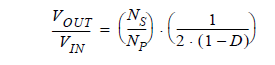 V_OUT / V_IN = (N_S / N_P) · (1 / 2 · (1 − D))